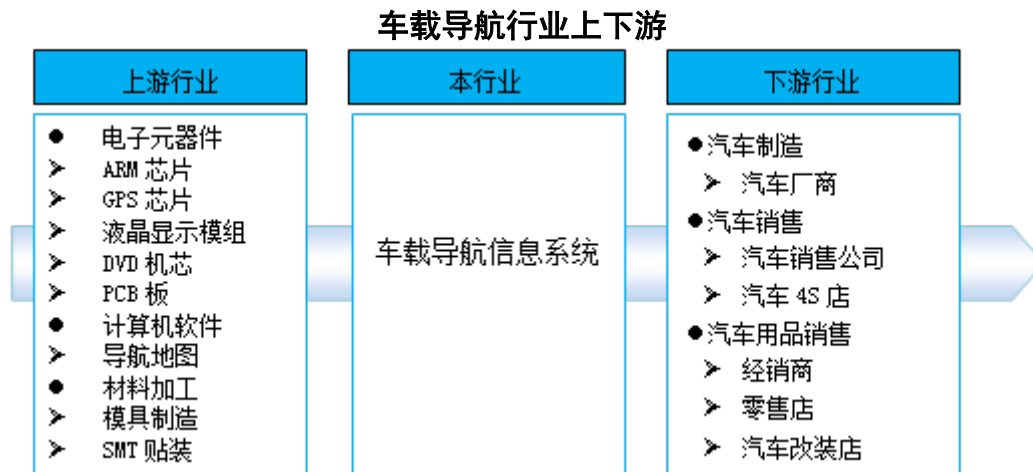 车载导航行业上下游
上游行业
● 电子元器件
➢ ARM 芯片
➢ GPS 芯片
➢ 液晶显示模组
➢ DVD 机芯
➢ PCB 板
● 计算机软件
➢ 导航地图
● 材料加工
➢ 模具制造
➢ SMT 贴装
本行业
车载导航信息系统
下游行业
●汽车制造
➢ 汽车厂商
●汽车销售
➢ 汽车销售公司
➢ 汽车 4S 店
●汽车用品销售
➢ 经销商
➢ 零售店
➢ 汽车改装店